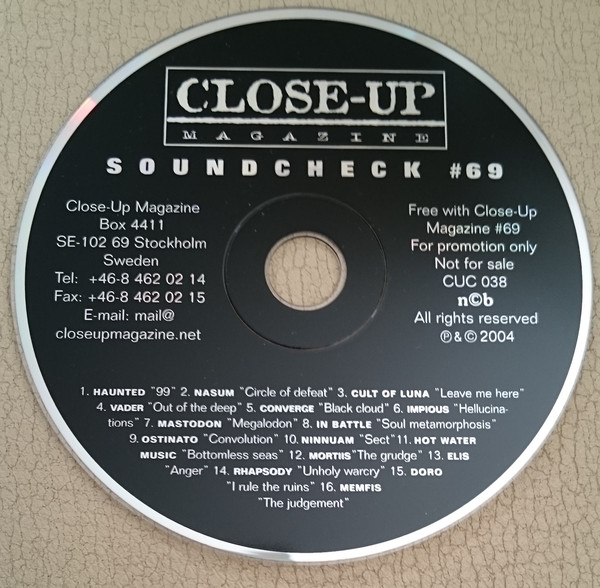 CLOSE-UP
MAGAZINE
SOUNDCHECK #69
Close-Up Magazine
Box 4411
SE-102 69 Stockholm
Sweden
Tel: +46-8 462 02 14
Fax: +46-8 462 02 15
E-mail: mail@
closeupmagazine.net
Free with Close-Up
Magazine #69
For promotion only
Not for sale
CUC 038
n©b
All rights reserved
℗ & © 2004
1. HAUNTED "99" 2. NASUM "Circle of defeat" 3. CULT OF LUNA "Leave me here"
4. VADER "Out of the deep" 5. CONVERGE "Black cloud" 6. IMPIOUS "Hellucina-
tions" 7. MASTODON "Megalodon" 8. IN BATTLE "Soul metamorphosis"
9. OSTINATO "Convolution" 10. NINNUAM "Sect" 11. HOT WATER
MUSIC "Bottomless seas" 12. MORTIIS "The grudge" 13. ELIS
"Anger" 14. RHAPSODY "Unholy warcry" 15. DORO
"I rule the ruins" 16. MEMFIS
"The judgement"